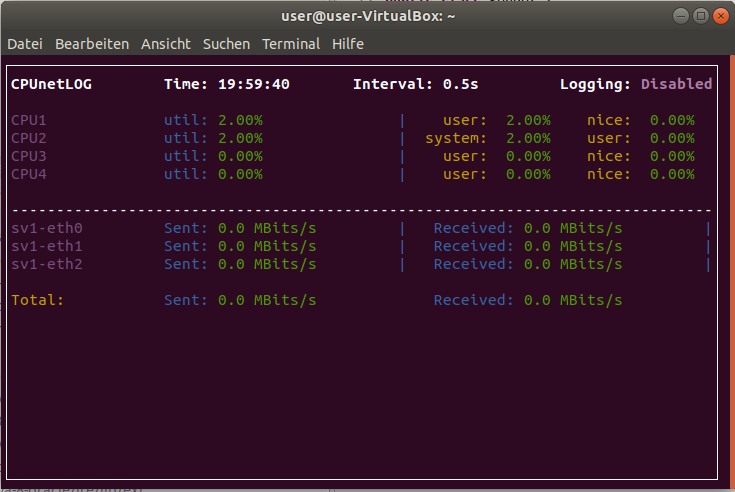 user@user-VirtualBox: ~
Datei Bearbeiten Ansicht Suchen Terminal Hilfe
CPUnetLOG Time: 19:59:40 Interval: 0.5s Logging: Disabled
CPU1 util: 2.00% | user: 2.00% nice: 0.00%
CPU2 util: 2.00% | system: 2.00% user: 0.00%
CPU3 util: 0.00% | user: 0.00% nice: 0.00%
CPU4 util: 0.00% | user: 0.00% nice: 0.00%
------------------------------------------------------------------------------
sv1-eth0 Sent: 0.0 MBits/s | Received: 0.0 MBits/s |
sv1-eth1 Sent: 0.0 MBits/s | Received: 0.0 MBits/s |
sv1-eth2 Sent: 0.0 MBits/s | Received: 0.0 MBits/s |
Total: Sent: 0.0 MBits/s Received: 0.0 MBits/s